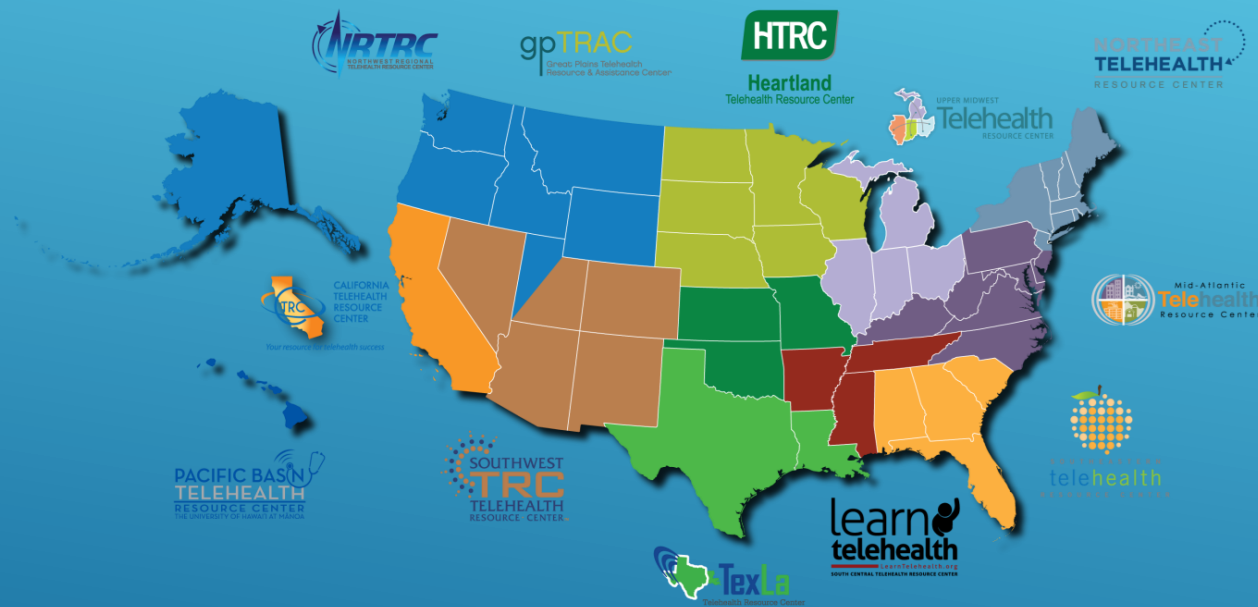 NRTRC
NORTHWEST REGIONAL
TELEHEALTH RESOURCE CENTER
gpTRAC
Great Plains Telehealth
Resource & Assistance Center
HTRC
Heartland
Telehealth Resource Center
NORTHEAST
TELEHEALTH
RESOURCE CENTER
UPPER MIDWEST
Telehealth
RESOURCE CENTER
TRC
CALIFORNIA
TELEHEALTH
RESOURCE
CENTER
Your resource for telehealth success
Mid-Atlantic
Telehealth
Resource Center
PACIFIC BASIN
TELEHEALTH
RESOURCE CENTER
THE UNIVERSITY OF HAWAI'I AT MĀNOA
SOUTHWEST
TRC
TELEHEALTH
RESOURCE CENTER
telehealth
RESOURCE CENTER
learn
telehealth
LearnTelehealth.org
SOUTH CENTRAL TELEHEALTH RESOURCE CENTER
TexLa
Telehealth Resource Center